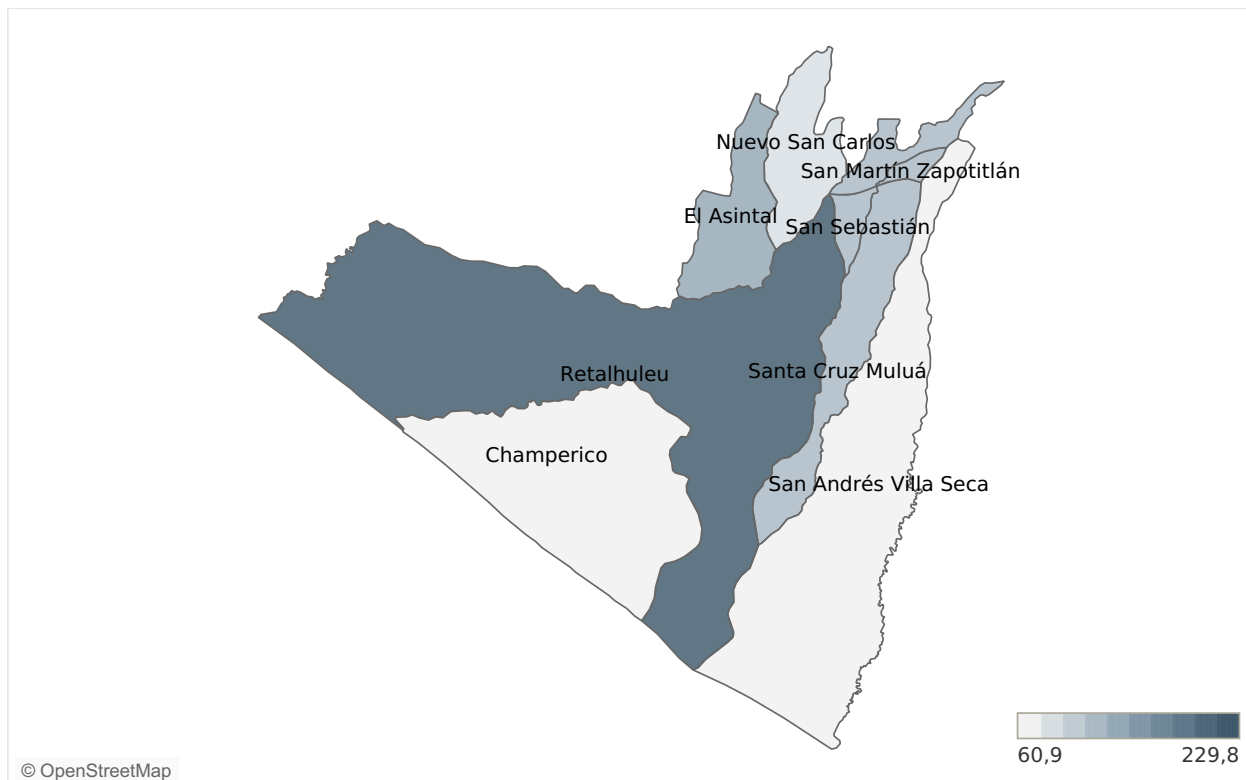 Nuevo San Carlos
San Martín Zapotitlán
El Asintal
San Sebastián
Retalhuleu
Santa Cruz Muluá
Champerico
San Andrés Villa Seca
60,9
229,8
© OpenStreetMap